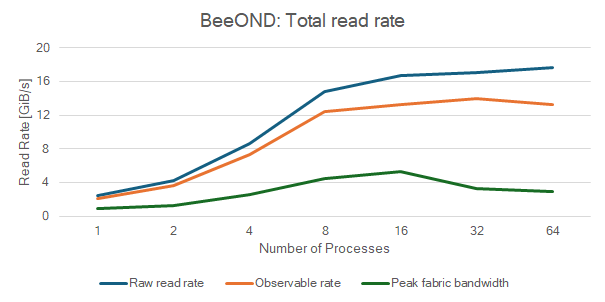 BeeOND: Total read rate
20
16
12
8
4
0
Read Rate [GiB/s]
1 2 4 8 16 32 64
Number of Processes
Raw read rate Observable rate Peak fabric bandwidth